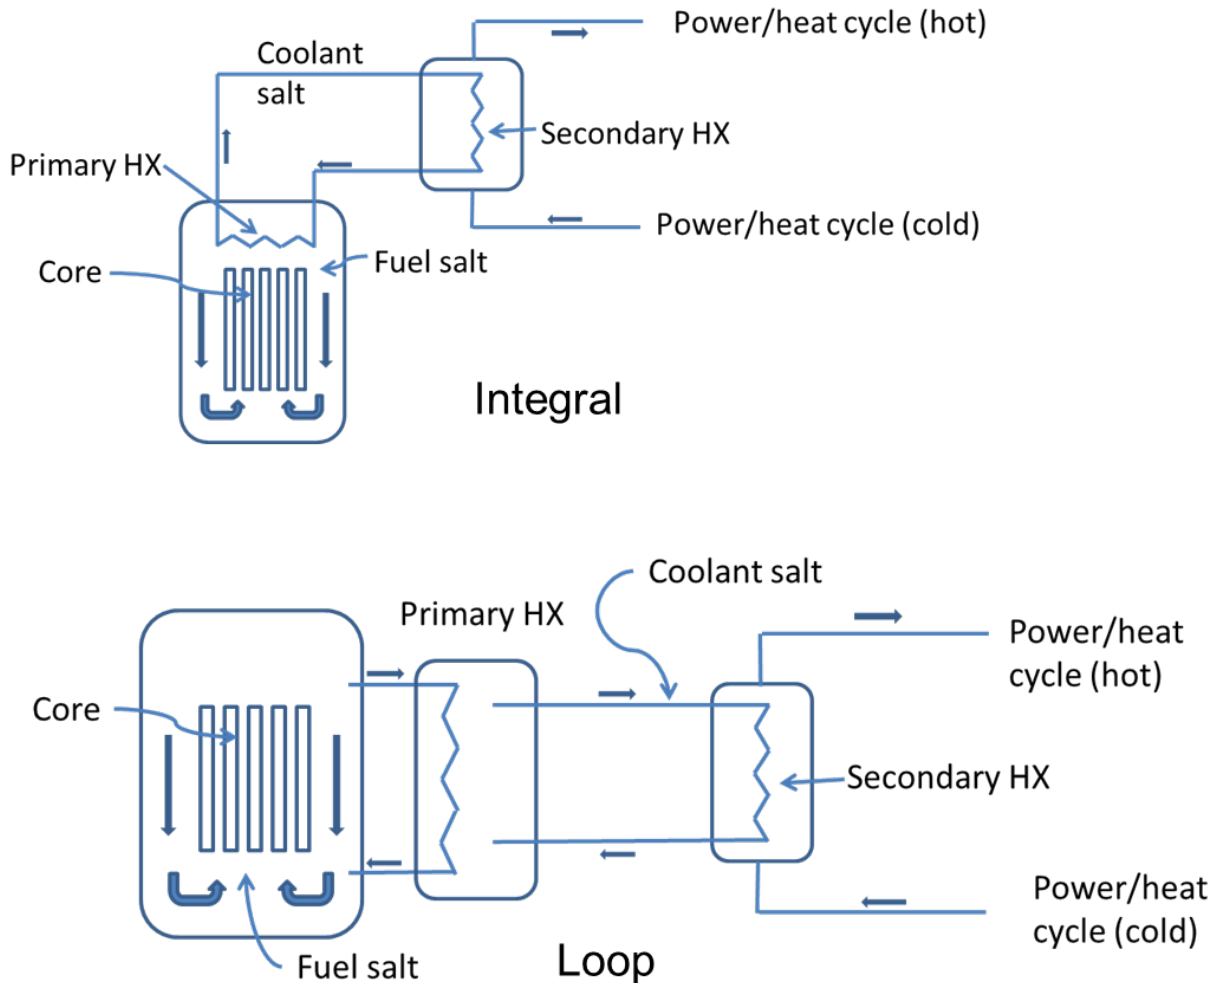 Power/heat cycle (hot)
Coolant
salt
Secondary HX
Primary HX
Power/heat cycle (cold)
Fuel salt
Core
Integral
Coolant salt
Primary HX
Power/heat
cycle (hot)
Core
Secondary HX
Power/heat
cycle (cold)
Fuel salt
Loop